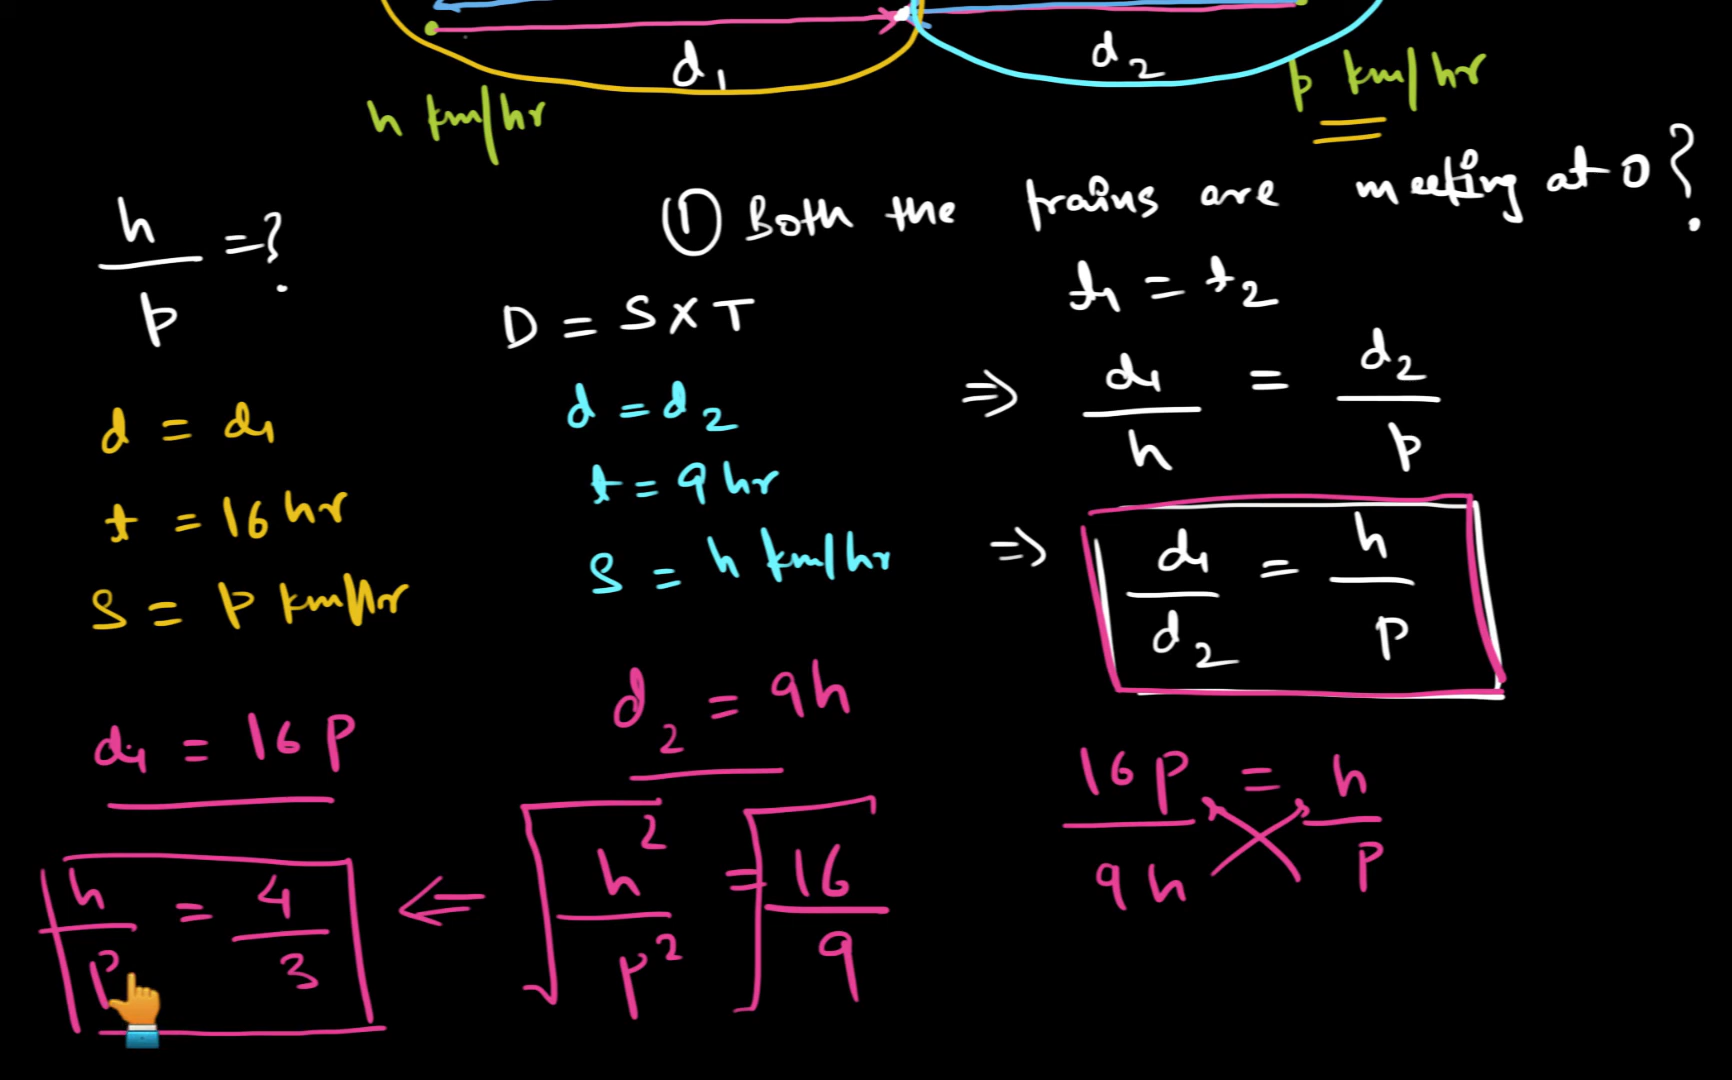 d₁
d₂
h km/hr
p km/hr
h/p = ?
① Both the trains are meeting at O?
D = S × T
t₁ = t₂
d = d₁
t = 16 hr
S = p km/hr
d = d₂
t = 9 hr
S = h km/hr
⇒ d₁/h = d₂/p
⇒ d₁/d₂ = h/p
d₁ = 16 p
d₂ = 9h
16p/9h = h/p
√(h²/p²) = √(16/9)
⇐
h/p = 4/3